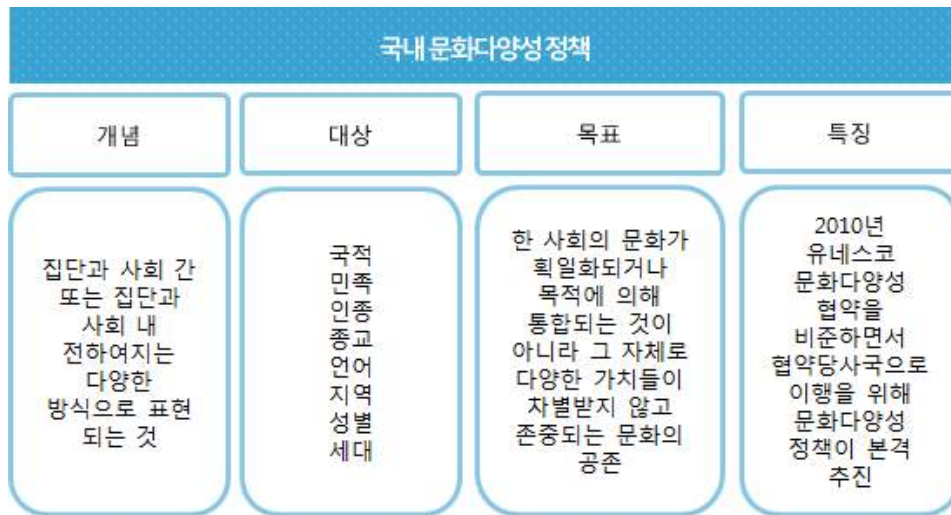 국내 문화다양성 정책
개념
대상
목표
특징
집단과 사회 간
또는 집단과
사회 내
전하여지는
다양한
방식으로 표현
되는 것
국적
민족
인종
종교
언어
지역
성별
세대
한 사회의 문화가
획일화되거나
목적에 의해
통합되는 것이
아니라 그 자체로
다양한 가치들이
차별받지 않고
존중되는 문화의
공존
2010년
유네스코
문화다양성
협약을
비준하면서
협약당사국으로
이행을 위해
문화다양성
정책이 본격
추진